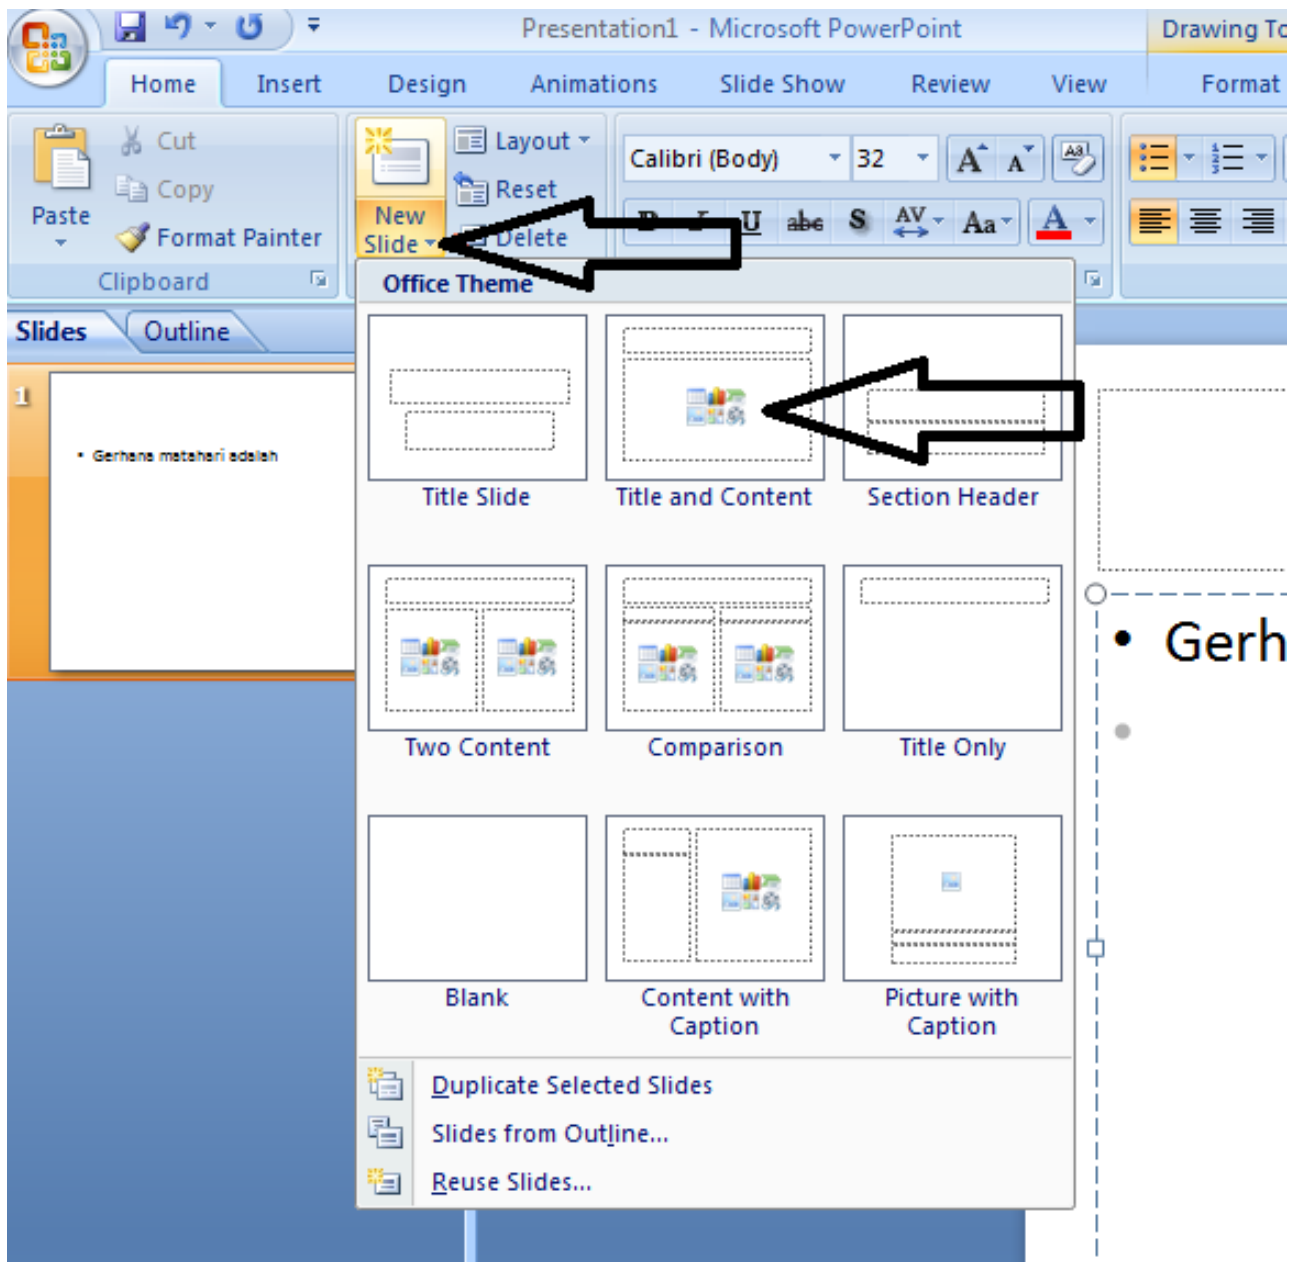 Presentation1 - Microsoft PowerPoint
Drawing To
Home Insert Design Animations Slide Show Review View Format
Paste
Cut
Copy
Format Painter
Clipboard
New
Slide
Layout
Reset
Delete
Calibri (Body) 32
A A Aa
B I U abc S AV Aa A
Office Theme
Slides Outline
1
• Gerhana matahari adalah
Title Slide Title and Content Section Header
Two Content Comparison Title Only
Blank Content with Caption Picture with Caption
Duplicate Selected Slides
Slides from Outline...
Reuse Slides...
• Gerh